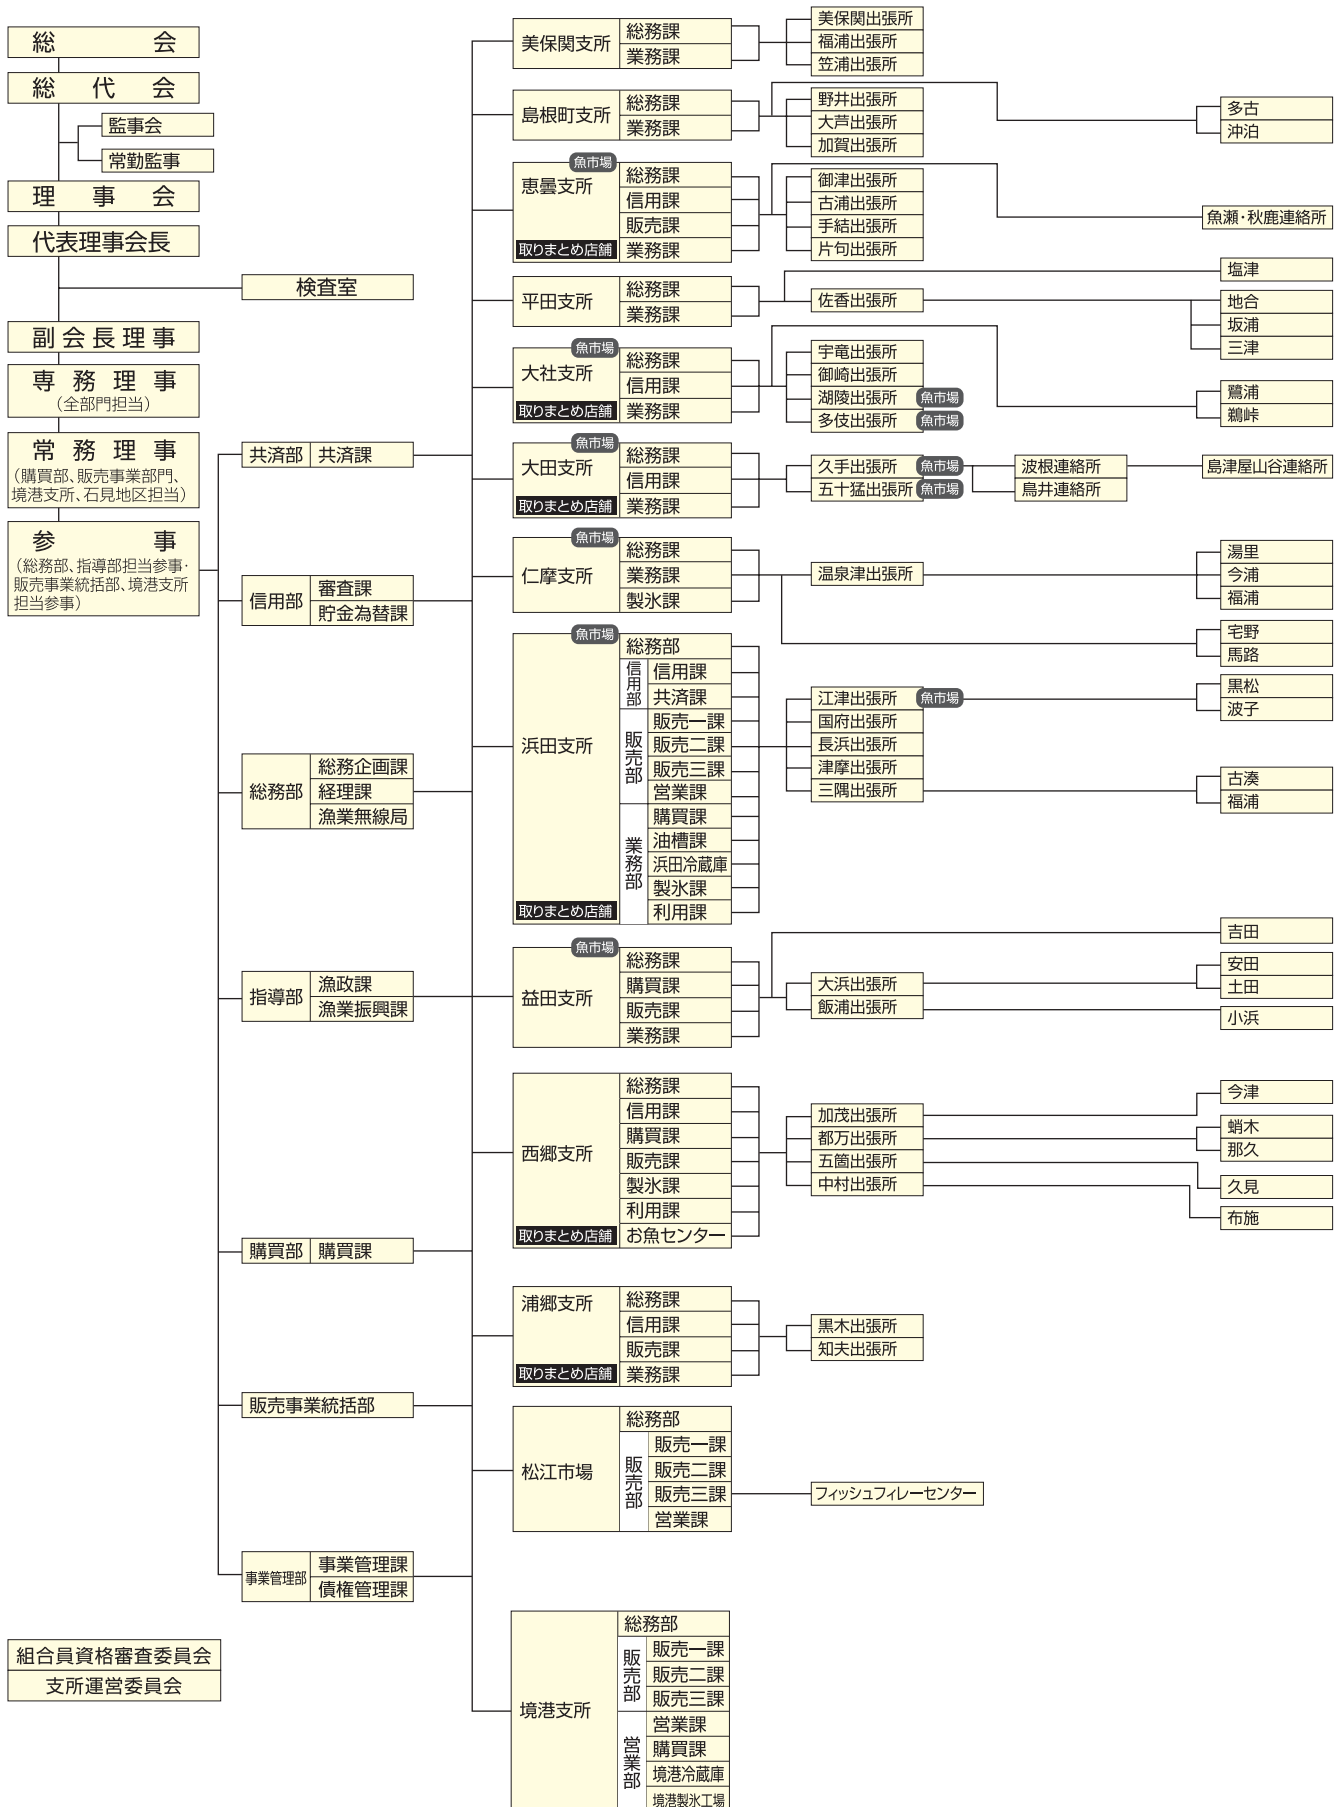 総会
総代会
監事会
常勤監事
理事会
代表理事会長
検査室
副会長理事
専務理事
（全部門担当）
常務理事
（購買部、販売事業部門、
境港支所、石見地区担当）
参事
（総務部、指導部担当参事・
販売事業統括部、境港支所
担当参事）
組合員資格審査委員会
支所運営委員会
共済部
共済課
信用部
審査課
貯金為替課
総務部
総務企画課
経理課
漁業無線局
指導部
漁政課
漁業振興課
購買部
購買課
販売事業統括部
事業管理部
事業管理課
債権管理課
美保関支所
総務課
業務課
美保関出張所
福浦出張所
笠浦出張所
島根町支所
総務課
業務課
野井出張所
大芦出張所
加賀出張所
多古
沖泊
魚市場
恵曇支所
取りまとめ店舗
総務課
信用課
販売課
業務課
御津出張所
古浦出張所
手結出張所
片句出張所
魚瀬・秋鹿連絡所
平田支所
総務課
業務課
佐香出張所
塩津
地合
坂浦
三津
魚市場
大社支所
取りまとめ店舗
総務課
信用課
業務課
宇竜出張所
御崎出張所
湖陵出張所
魚市場
多伎出張所
魚市場
鷺浦
鵜峠
魚市場
大田支所
取りまとめ店舗
総務課
信用課
業務課
久手出張所
魚市場
五十猛出張所
魚市場
波根連絡所
鳥井連絡所
島津屋山谷連絡所
魚市場
仁摩支所
総務課
業務課
製氷課
温泉津出張所
湯里
今浦
福浦
宅野
馬路
魚市場
浜田支所
取りまとめ店舗
総務部
信用部
信用課
共済課
販売部
販売一課
販売二課
販売三課
営業課
業務部
購買課
油槽課
浜田冷蔵庫
製氷課
利用課
江津出張所
魚市場
国府出張所
長浜出張所
津摩出張所
三隅出張所
黒松
波子
古湊
福浦
魚市場
益田支所
総務課
購買課
販売課
業務課
大浜出張所
飯浦出張所
吉田
安田
土田
小浜
西郷支所
取りまとめ店舗
総務課
信用課
購買課
販売課
製氷課
利用課
お魚センター
加茂出張所
都万出張所
五箇出張所
中村出張所
今津
蛸木
那久
久見
布施
浦郷支所
取りまとめ店舗
総務課
信用課
販売課
業務課
黒木出張所
知夫出張所
松江市場
総務部
販売部
販売一課
販売二課
販売三課
営業課
フィッシュフィレーセンター
境港支所
総務部
販売部
販売一課
販売二課
販売三課
営業部
営業課
購買課
境港冷蔵庫
境港製氷工場